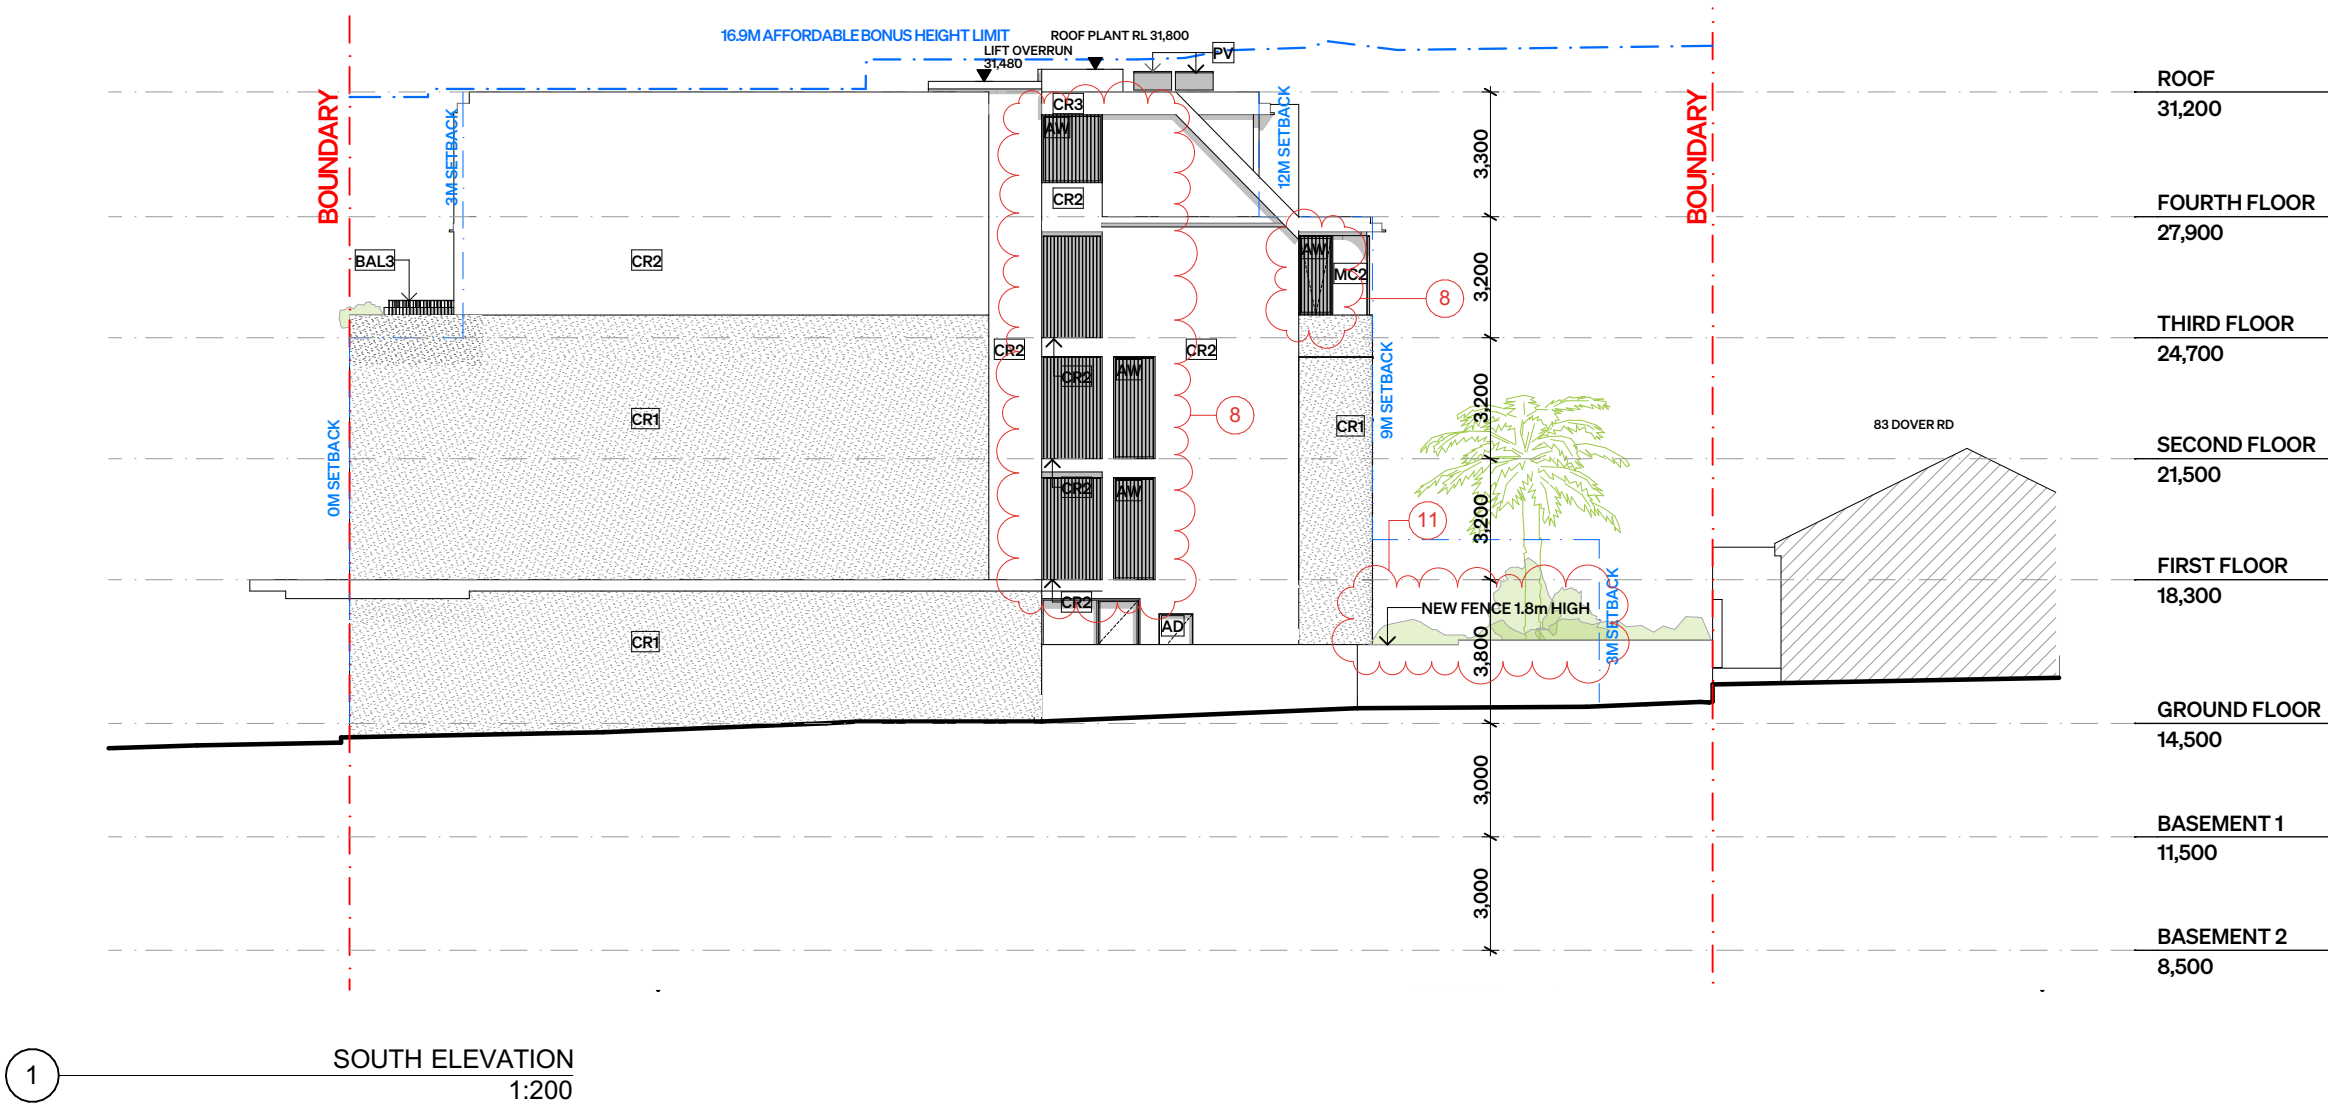 16.9M AFFORDABLE BONUS HEIGHT LIMIT
ROOF PLANT RL 31,800
LIFT OVERRUN
31,480
PV
BOUNDARY
3M SETBACK
CR3
AW
CR2
12M SETBACK
BOUNDARY
3,300
ROOF
31,200
FOURTH FLOOR
27,900
BAL3
CR2
AW
MC2
8
3,200
THIRD FLOOR
24,700
CR2
CR2
CR2
AW
CR1
8
9M SETBACK
CR1
3,200
83 DOVER RD
SECOND FLOOR
21,500
0M SETBACK
CR2
AW
11
3,200
FIRST FLOOR
18,300
CR2
AD
NEW FENCE 1.8m HIGH
3M SETBACK
CR1
3,800
GROUND FLOOR
14,500
3,000
BASEMENT 1
11,500
3,000
BASEMENT 2
8,500
1
SOUTH ELEVATION
1:200